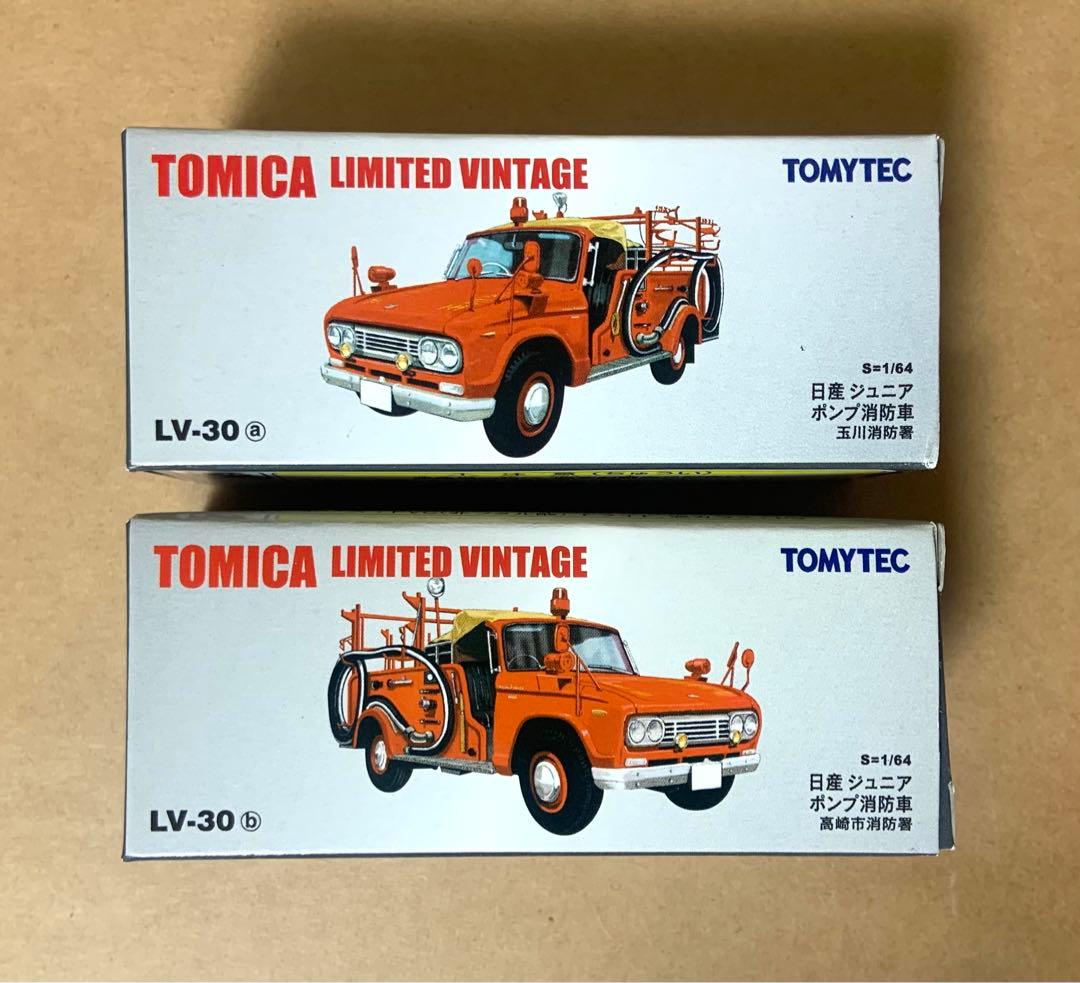 TOMICA LIMITED VINTAGE
TOMYTEC
S=1/64
日産 ジュニア
ポンプ消防車
玉川消防署
LV-30 ⓐ
TOMICA LIMITED VINTAGE
TOMYTEC
S=1/64
日産 ジュニア
ポンプ消防車
高崎市消防署
LV-30 ⓑ